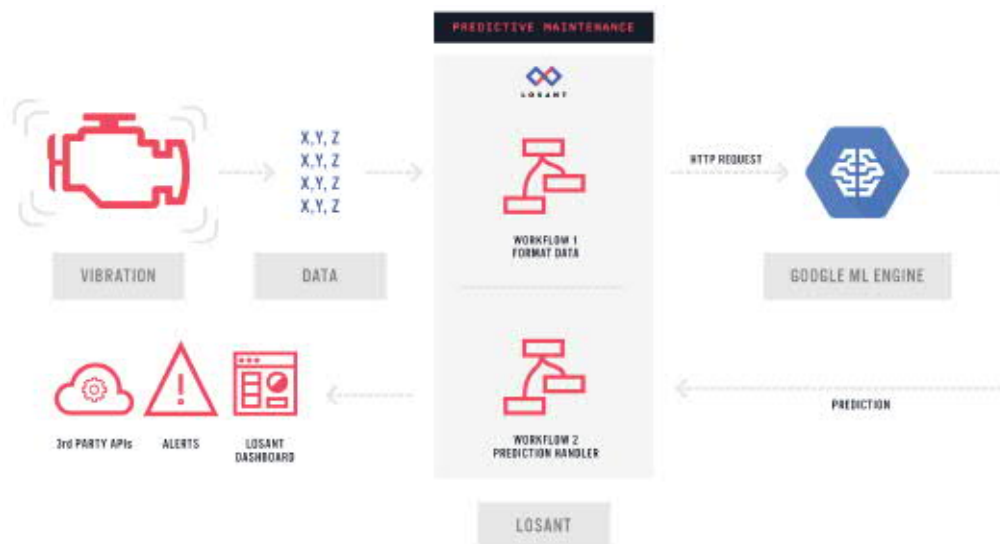 PREDICTIVE MAINTENANCE
LOSANT
X,Y, Z
X,Y, Z
X,Y, Z
X,Y, Z
HTTP REQUEST
WORKFLOW 1
FORMAT DATA
VIBRATION
DATA
GOOGLE ML ENGINE
PREDICTION
3rd PARTY APIs
ALERTS
LOSANT
DASHBOARD
WORKFLOW 2
PREDICTION HANDLER
LOSANT